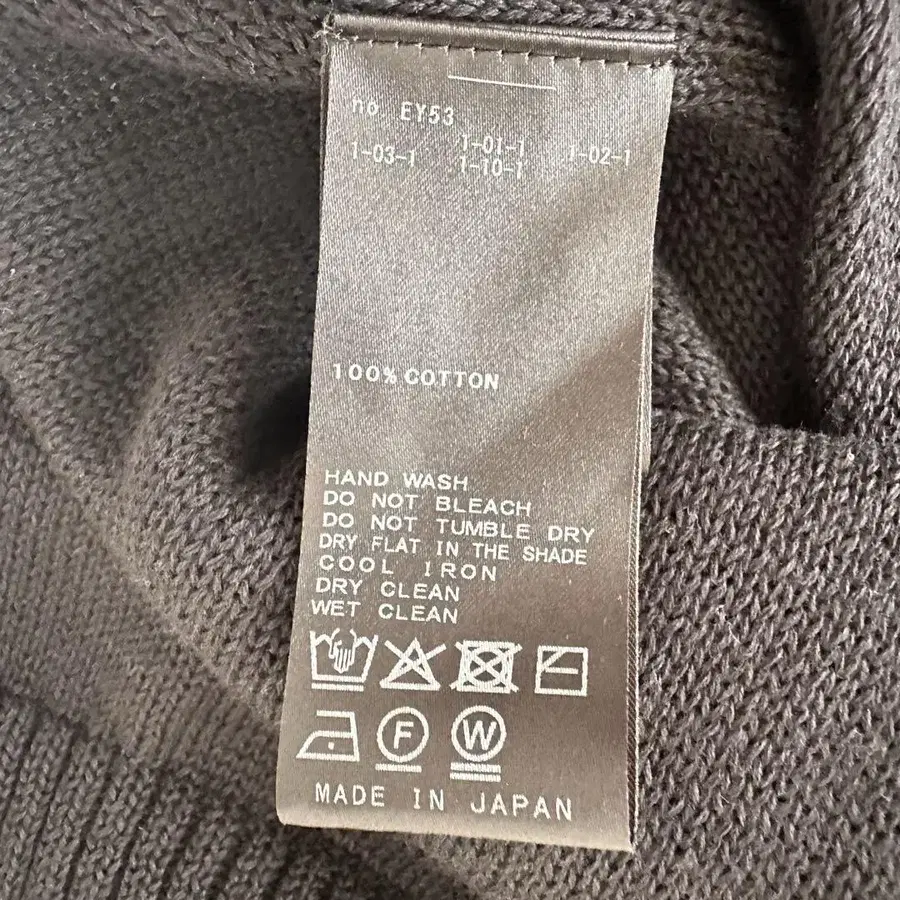 no. EY53
1-01-1 1-02-1
1-03-1 1-10-1
100% COTTON
HAND WASH
DO NOT BLEACH
DO NOT TUMBLE DRY
DRY FLAT IN THE SHADE
COOL IRON
DRY CLEAN
WET CLEAN
F W
MADE IN JAPAN